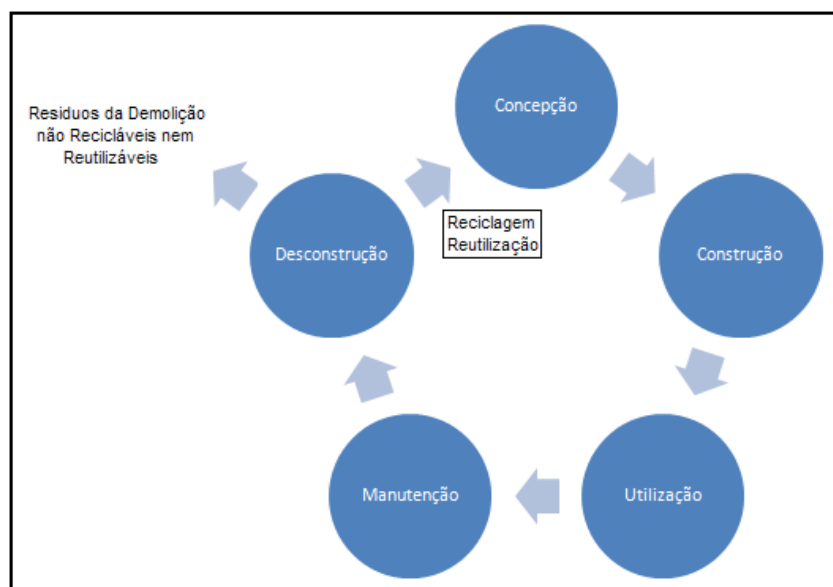 Concepção
Residuos da Demolição
não Recicláveis nem
Reutilizáveis
Reciclagem
Reutilização
Desconstrução
Construção
Manutenção
Utilização